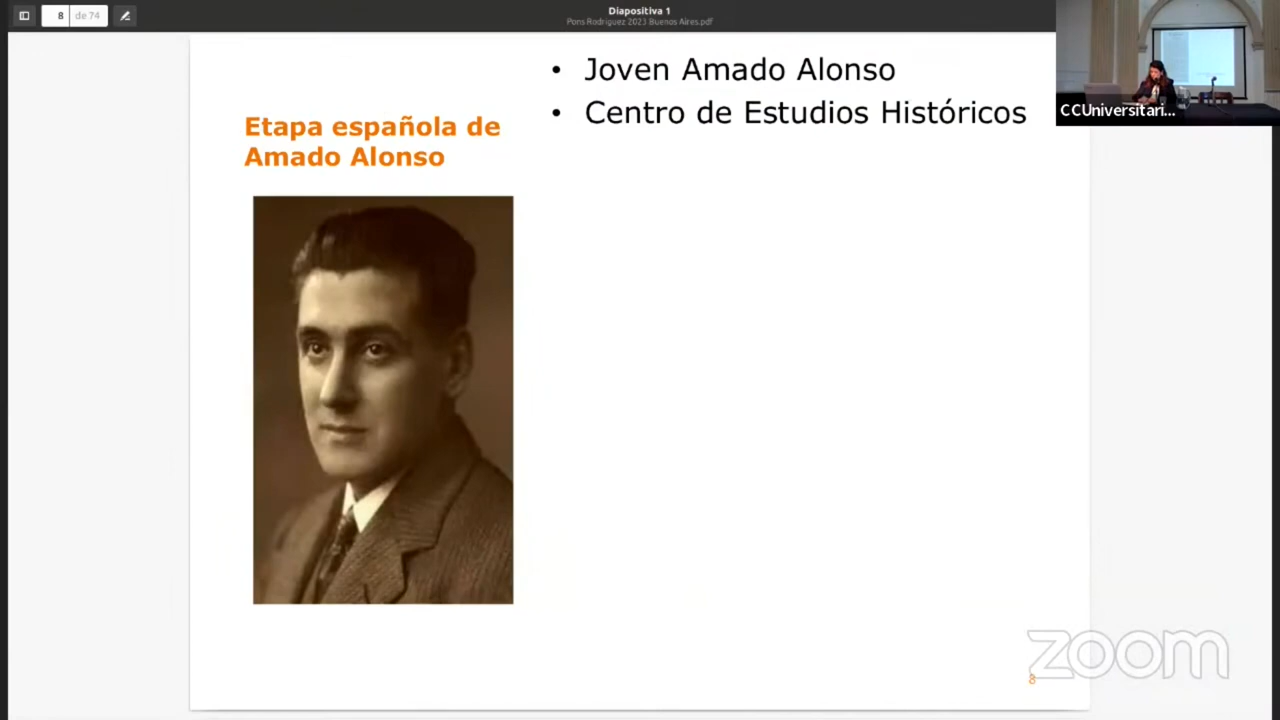 8 de 74
Diapositiva 1
Pons Rodríguez 2023 Buenos Aires.pdf
CCUniversitari...
• Joven Amado Alonso
• Centro de Estudios Históricos
Etapa española de
Amado Alonso
zoom
8